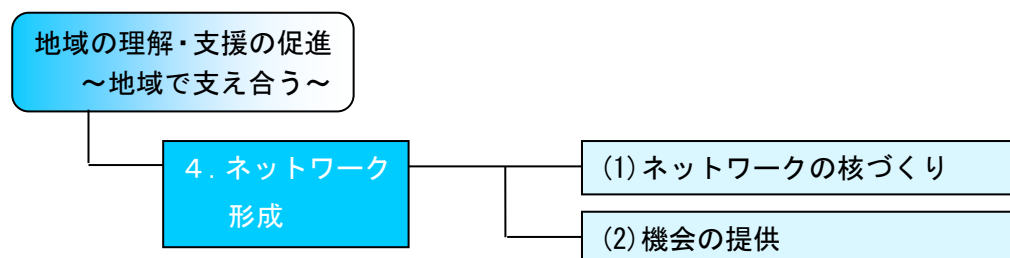 地域の理解・支援の促進
～地域で支え合う～
４．ネットワーク
形成
(1)ネットワークの核づくり
(2)機会の提供